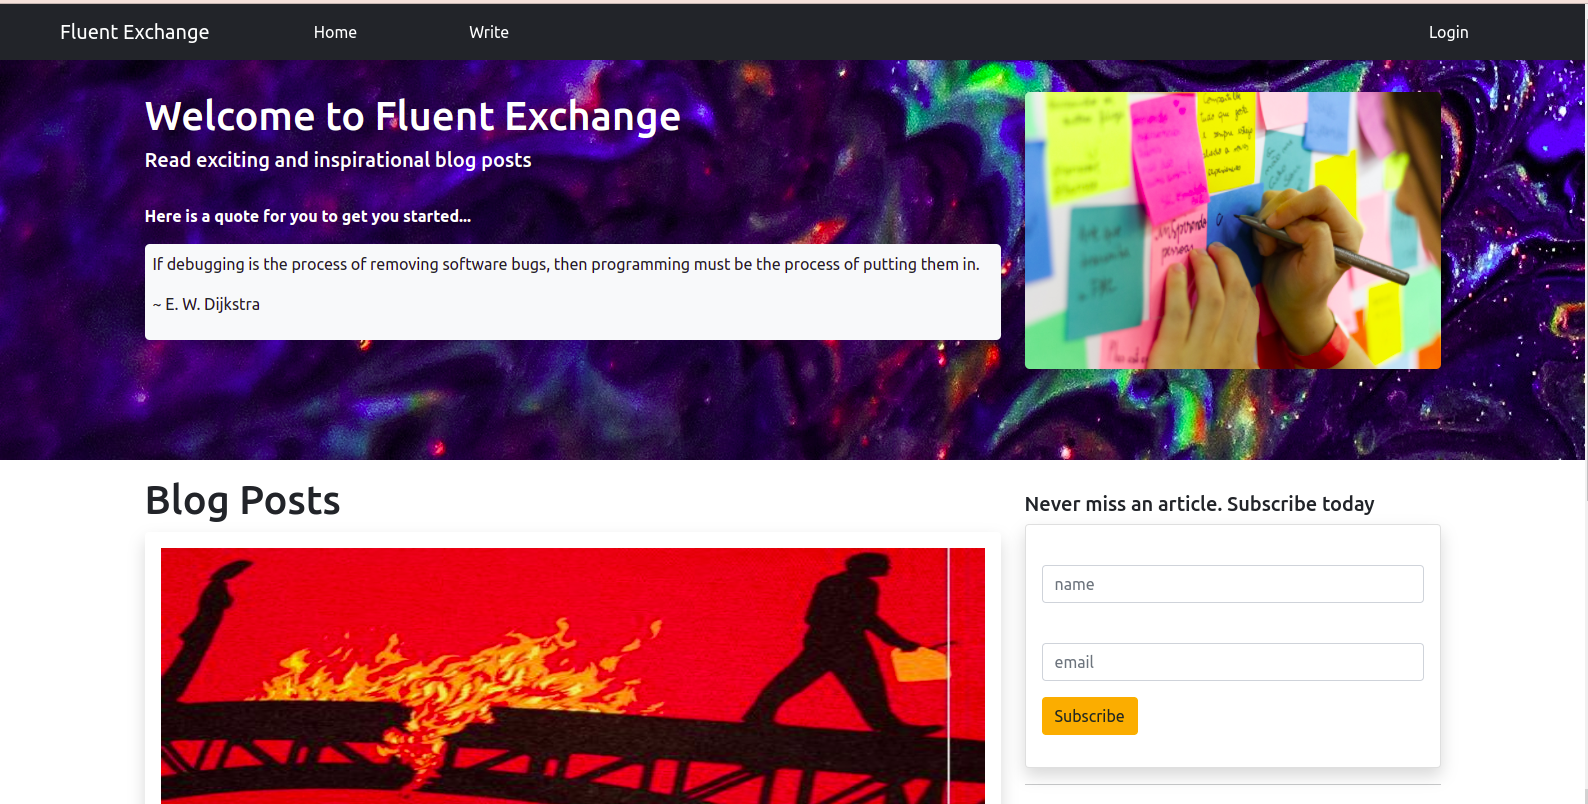 Fluent Exchange Home Write Login
Welcome to Fluent Exchange
Read exciting and inspirational blog posts
Here is a quote for you to get you started...
If debugging is the process of removing software bugs, then programming must be the process of putting them in.
~ E. W. Dijkstra
Blog Posts
Never miss an article. Subscribe today
name
email
Subscribe